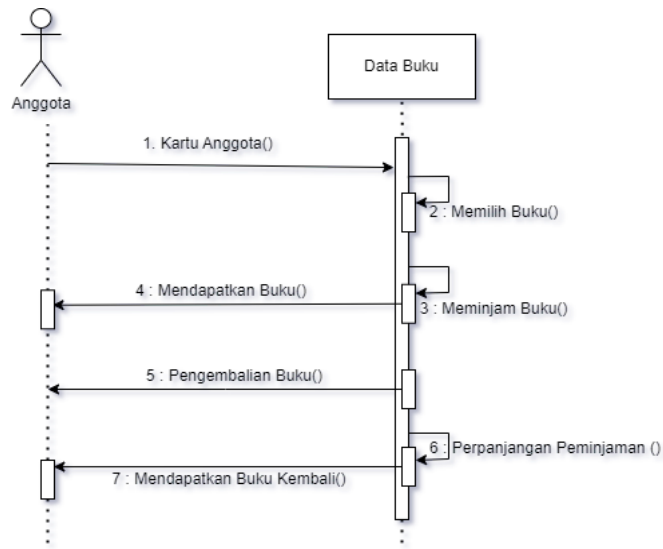 Anggota
Data Buku
1. Kartu Anggota()
2 : Memilih Buku()
3 : Meminjam Buku()
4 : Mendapatkan Buku()
5 : Pengembalian Buku()
6 : Perpanjangan Peminjaman ()
7 : Mendapatkan Buku Kembali()